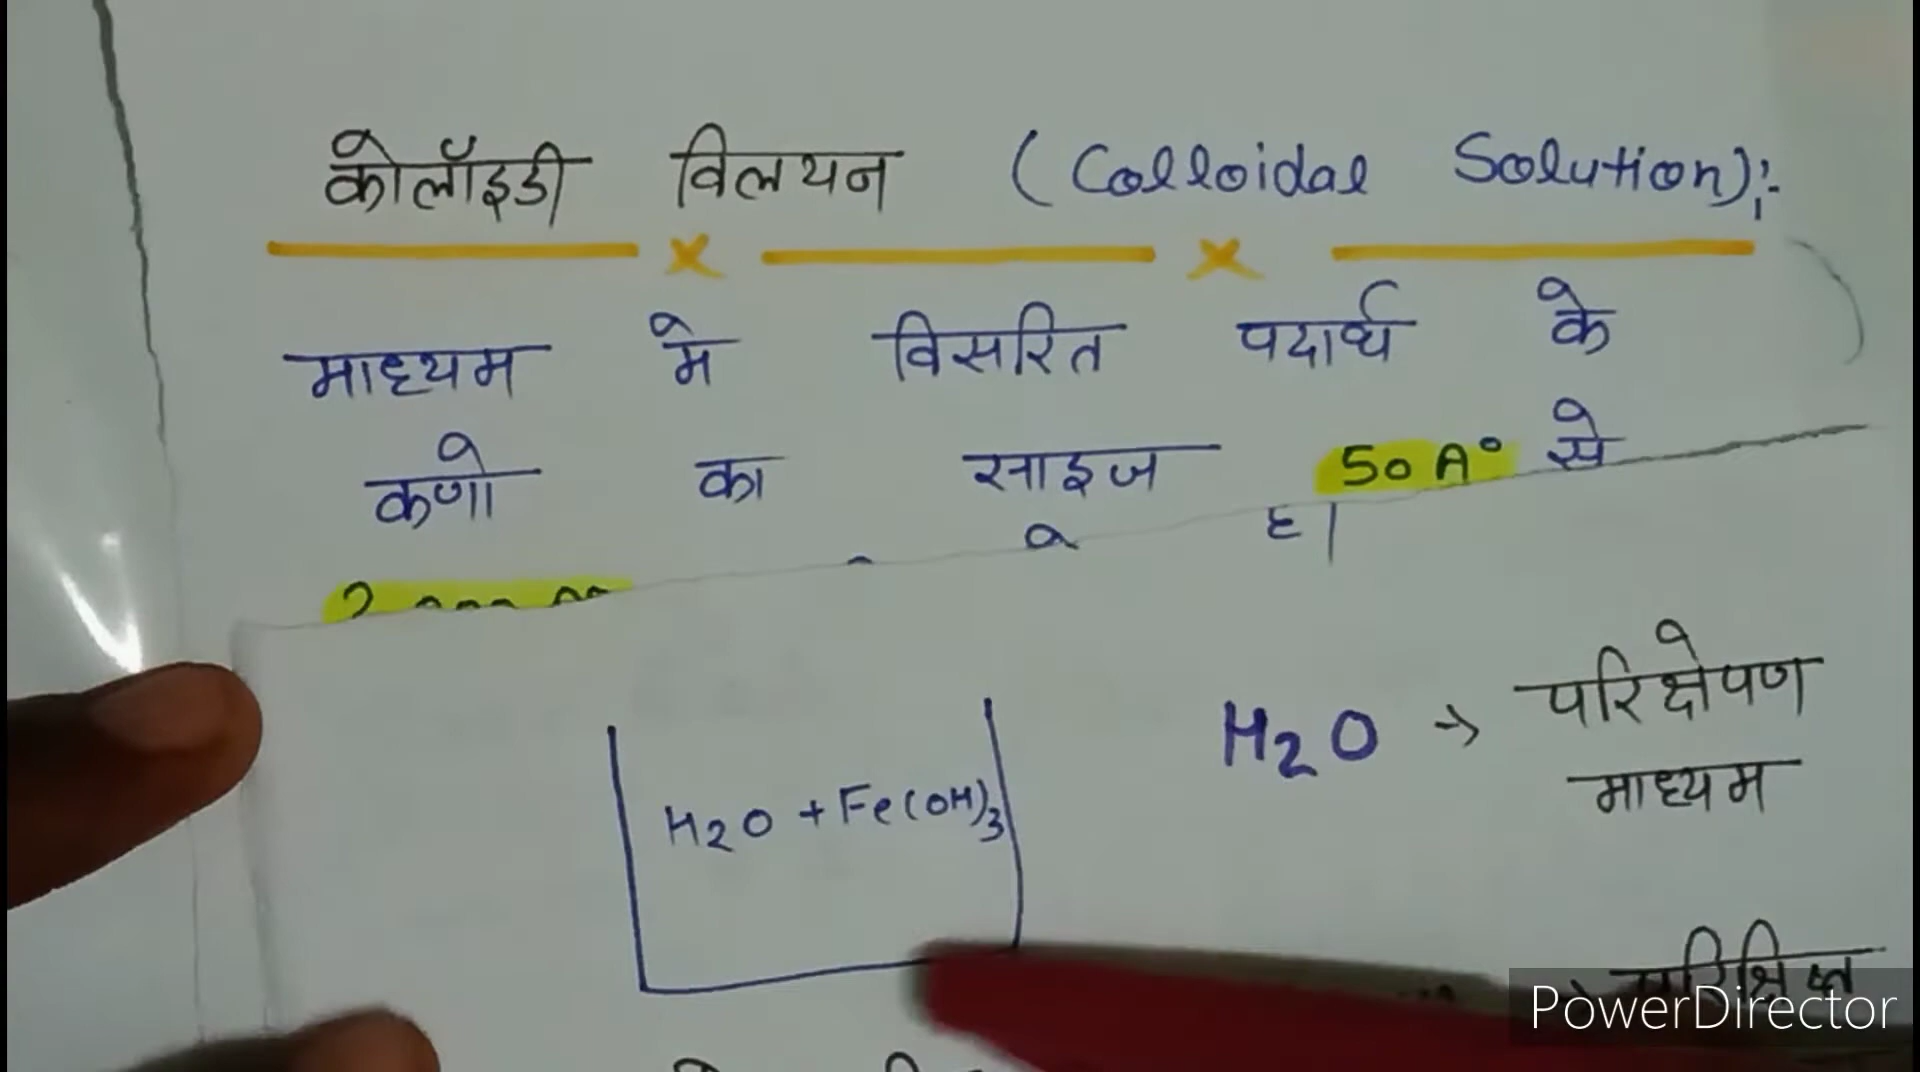 कोलॉइडी विलयन (Colloidal Solution):-
माध्यम मे विसरित पदार्थ के
कणो का साइज 50 A° से
H2O + Fe(OH)3
H2O → परिक्षेपण
माध्यम
परिक्षिप्त
PowerDirector